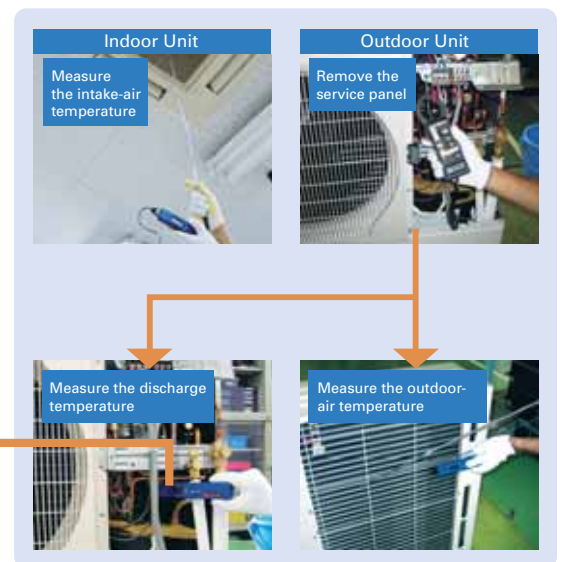 Indoor Unit
Measure
the intake-air
temperature
Outdoor Unit
Remove the
service panel
Measure the discharge
temperature
Measure the outdoor-
air temperature